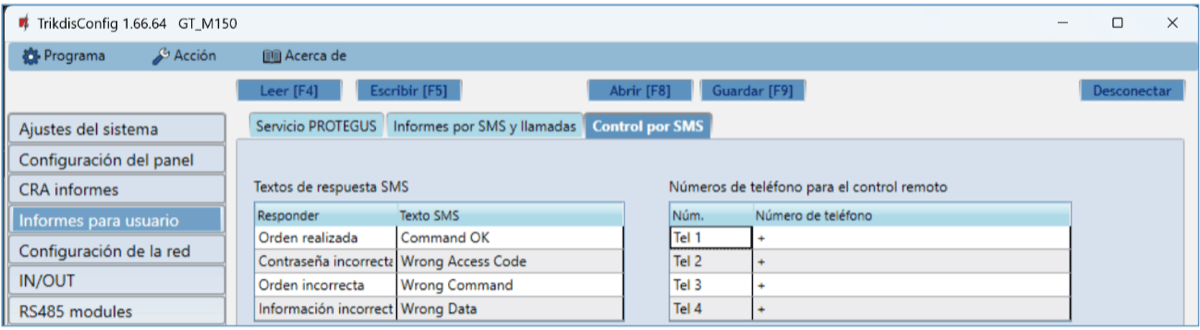 TrikdisConfig 1.66.64 GT_M150
Programa Acción Acerca de
Leer [F4] Escribir [F5] Abrir [F8] Guardar [F9] Desconectar
Ajustes del sistema
Configuración del panel
CRA informes
Informes para usuario
Configuración de la red
IN/OUT
RS485 modules
Servicio PROTEGUS Informes por SMS y llamadas Control por SMS
Textos de respuesta SMS
Responder Texto SMS
Orden realizada Command OK
Contraseña incorrecta Wrong Access Code
Orden incorrecta Wrong Command
Información incorrect Wrong Data
Números de teléfono para el control remoto
Núm. Número de teléfono
Tel 1 +
Tel 2 +
Tel 3 +
Tel 4 +